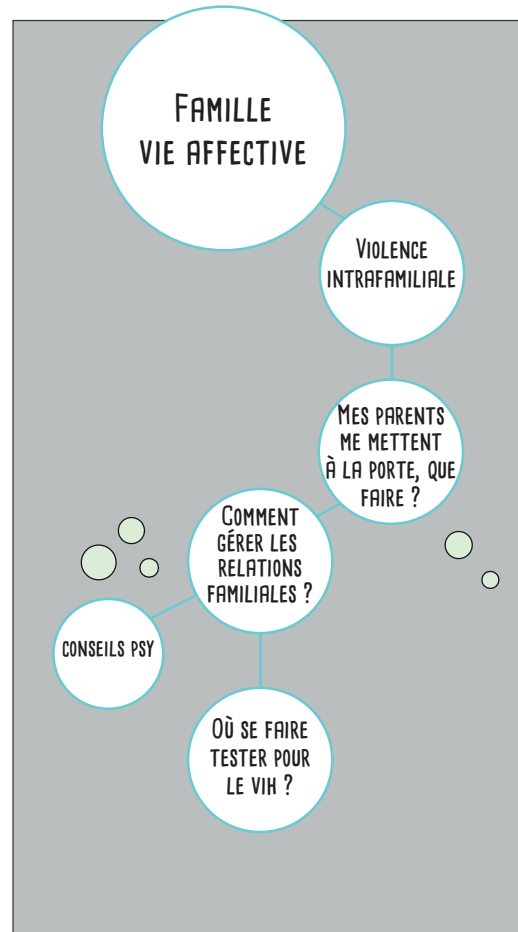 FAMILLE
VIE AFFECTIVE
VIOLENCE
INTRAFAMILIALE
MES PARENTS
ME METTENT
À LA PORTE, QUE
FAIRE ?
COMMENT
GÉRER LES
RELATIONS
FAMILIALES ?
CONSEILS PSY
OÙ SE FAIRE
TESTER POUR
LE VIH ?